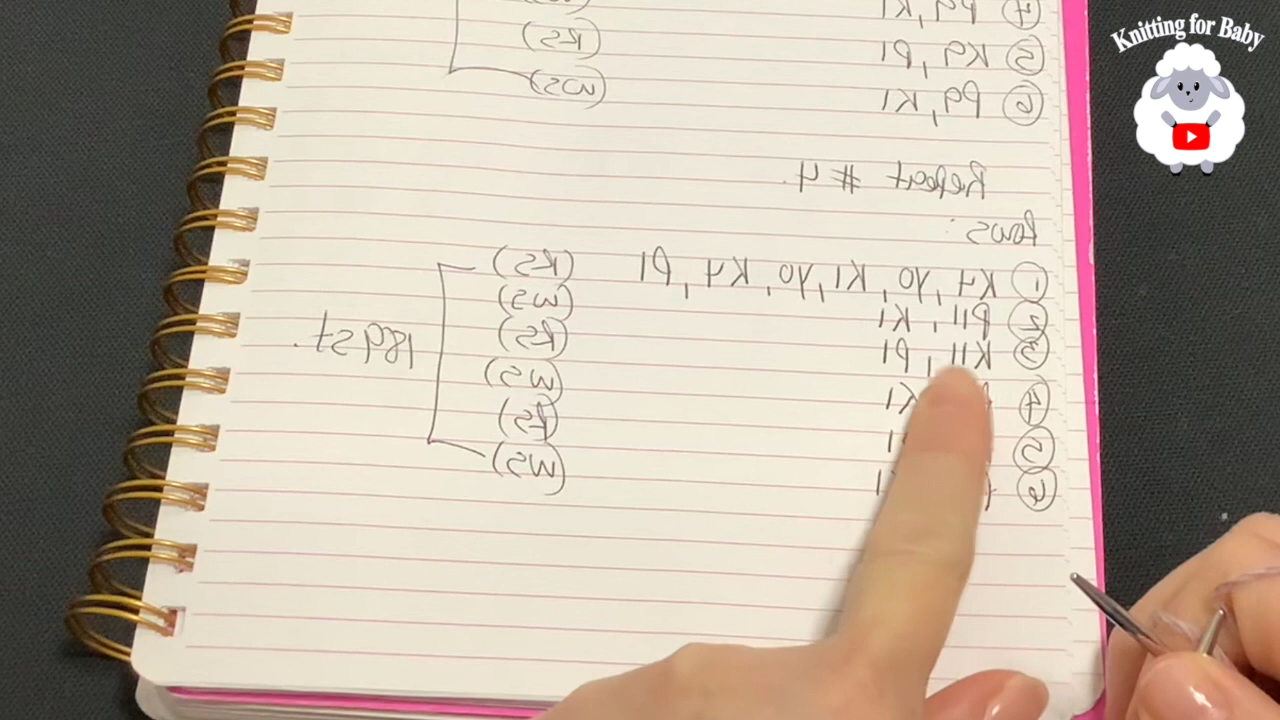 Knitting for Baby
④ P9, K1
⑤ K9, P1 (RS)
⑥ P9, K1 (WS)
Repeat #4
Rows:
① K4, yo, K1, yo, K4, P1 (RS)
② P11, K1 (WS)
③ K11, P1 (RS)
④ K1 (WS)
⑤ (RS)
⑥ (WS)